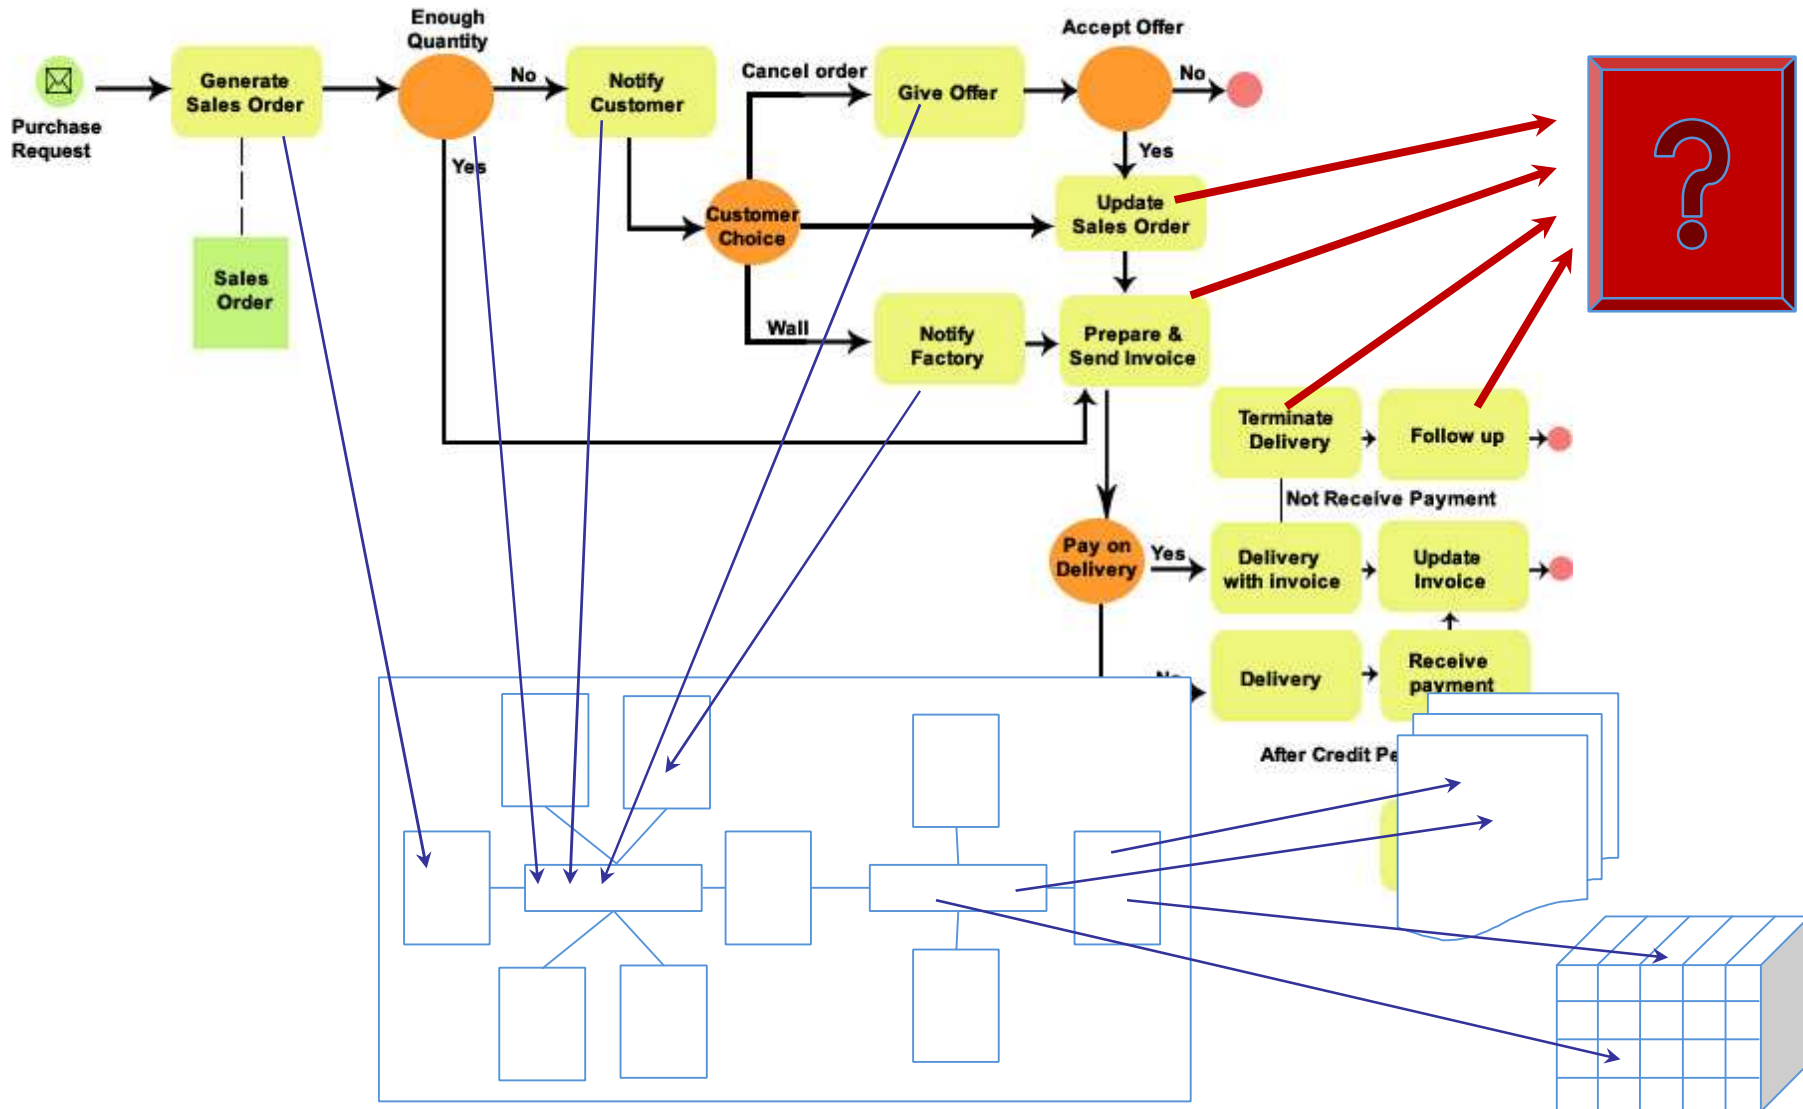 Enough
Quantity
Accept Offer
Generate
Sales Order
No
Notify
Customer
Cancel order
Give Offer
No
Purchase
Request
Yes
Yes
Customer
Choice
Update
Sales Order
Sales
Order
Wall
Notify
Factory
Prepare &
Send Invoice
?
Terminate
Delivery
Follow up
Not Receive Payment
Pay on
Delivery
Yes
Delivery
with invoice
Update
Invoice
Delivery
Receive
payment
After Credit